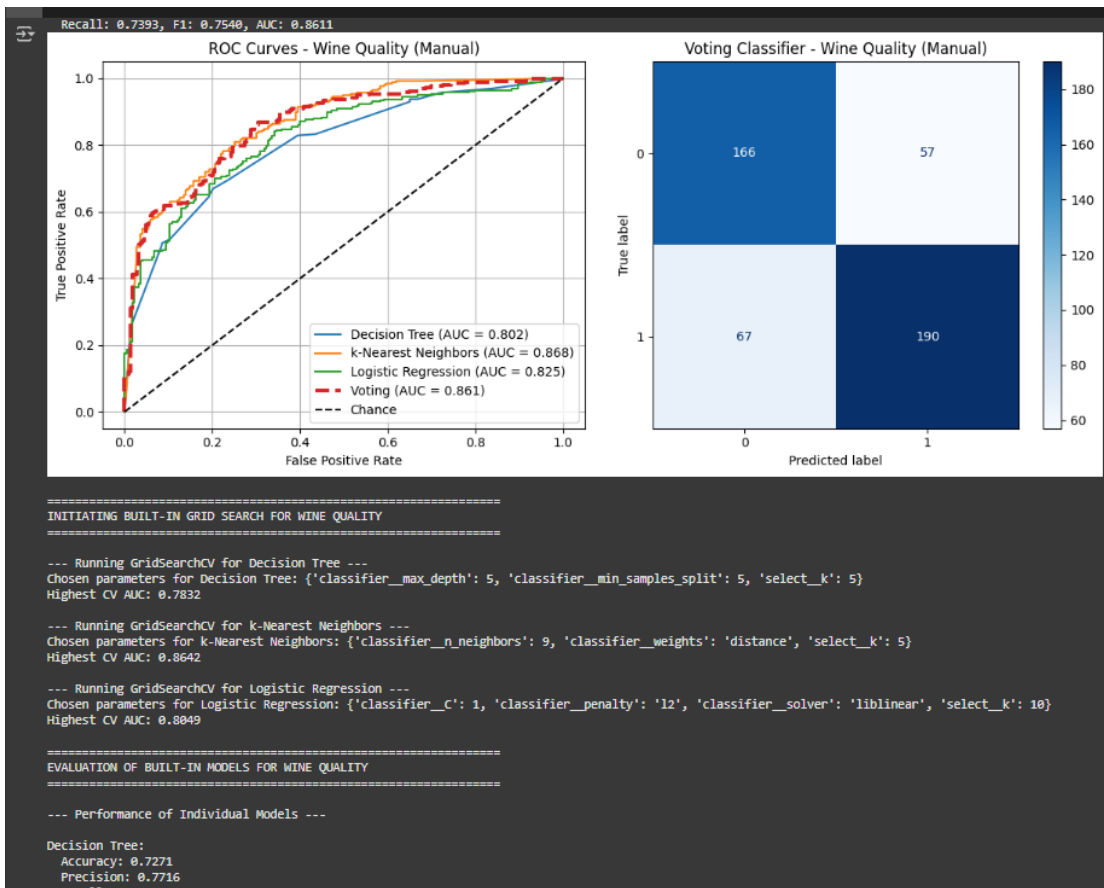 Recall: 0.7393, F1: 0.7540, AUC: 0.8611
ROC Curves - Wine Quality (Manual)
1.0
0.8
0.6
0.4
0.2
0.0
True Positive Rate
Decision Tree (AUC = 0.802)
k-Nearest Neighbors (AUC = 0.868)
Logistic Regression (AUC = 0.825)
Voting (AUC = 0.861)
Chance
0.0 0.2 0.4 0.6 0.8 1.0
False Positive Rate
Voting Classifier - Wine Quality (Manual)
True label
0 166 57
1 67 190
0 1
Predicted label
180
160
140
120
100
80
60
================================================================
INITIATING BUILT-IN GRID SEARCH FOR WINE QUALITY
================================================================
--- Running GridSearchCV for Decision Tree ---
Chosen parameters for Decision Tree: {'classifier__max_depth': 5, 'classifier__min_samples_split': 5, 'select__k': 5}
Highest CV AUC: 0.7832
--- Running GridSearchCV for k-Nearest Neighbors ---
Chosen parameters for k-Nearest Neighbors: {'classifier__n_neighbors': 9, 'classifier__weights': 'distance', 'select__k': 5}
Highest CV AUC: 0.8642
--- Running GridSearchCV for Logistic Regression ---
Chosen parameters for Logistic Regression: {'classifier__C': 1, 'classifier__penalty': 'l2', 'classifier__solver': 'liblinear', 'select__k': 10}
Highest CV AUC: 0.8049
================================================================
EVALUATION OF BUILT-IN MODELS FOR WINE QUALITY
================================================================
--- Performance of Individual Models ---
Decision Tree:
Accuracy: 0.7271
Precision: 0.7716